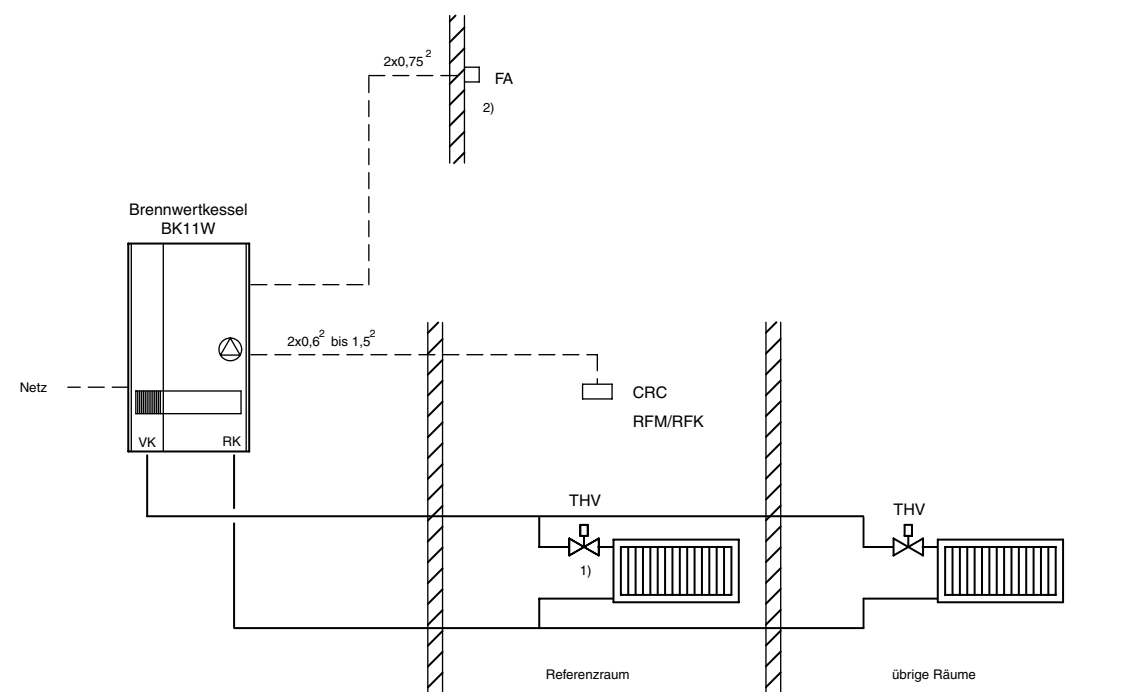 2x0,75²
FA
2)
Brennwertkessel
BK11W
2x0,6² bis 1,5²
Netz
CRC
RFM/RFK
VK
RK
THV
THV
1)
Referenzraum
übrige Räume